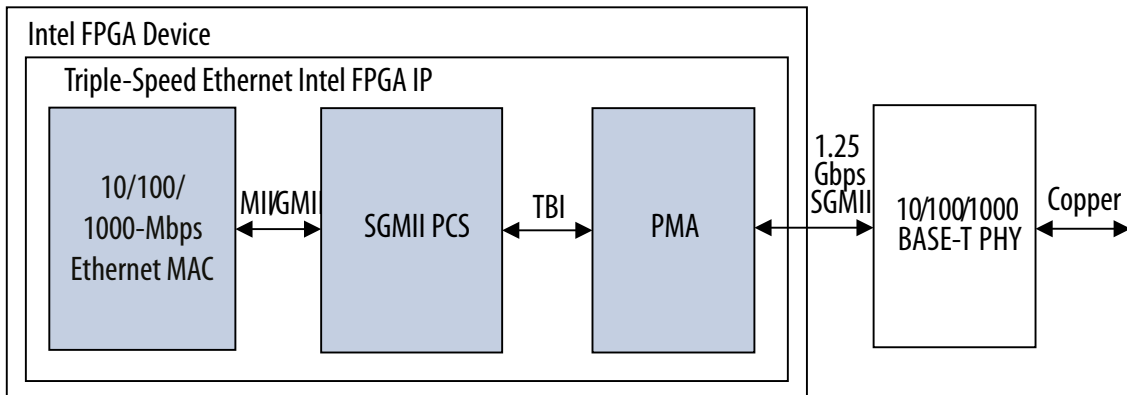 Intel FPGA Device
Triple-Speed Ethernet Intel FPGA IP
10/100/
1000-Mbps
Ethernet MAC
MII/GMII
SGMII PCS
TBI
PMA
1.25
Gbps
SGMII
10/100/1000
BASE-T PHY
Copper